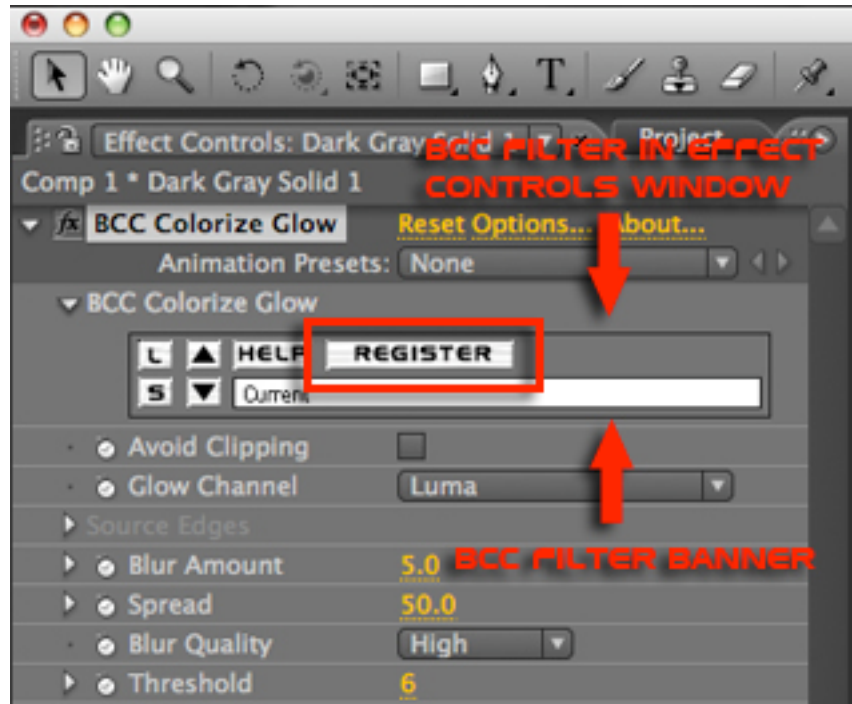 T
Effect Controls: Dark Gray Solid 1 Project
BCC FILTER IN EFFECT
CONTROLS WINDOW
Comp 1 * Dark Gray Solid 1
fx BCC Colorize Glow Reset Options... About...
Animation Presets: None
BCC Colorize Glow
L HELP REGISTER
S Current
Avoid Clipping
Glow Channel Luma
Source Edges
Blur Amount 5.0
BCC FILTER BANNER
Spread 50.0
Blur Quality High
Threshold 6